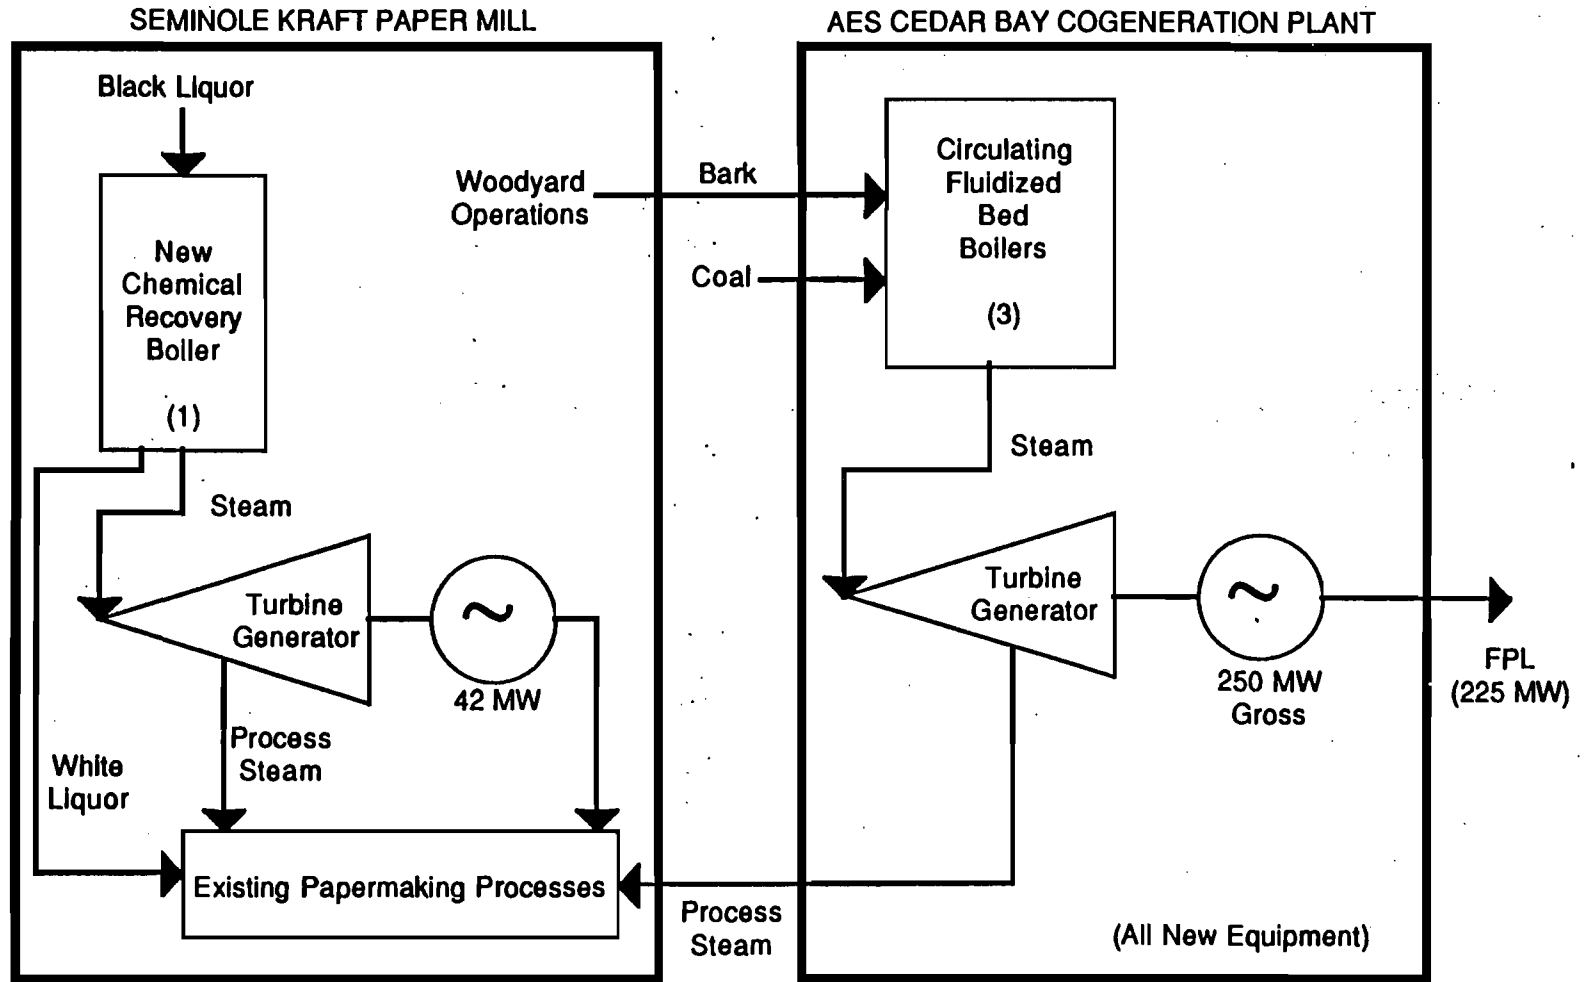 SEMINOLE KRAFT PAPER MILL
AES CEDAR BAY COGENERATION PLANT
Black Liquor
New
Chemical
Recovery
Boiler
(1)
Woodyard
Operations
Bark
Coal
Circulating
Fluidized
Bed
Boilers
(3)
Steam
Steam
Turbine
Generator
42 MW
Turbine
Generator
250 MW
Gross
FPL
(225 MW)
White
Liquor
Process
Steam
Existing Papermaking Processes
Process
Steam
(All New Equipment)